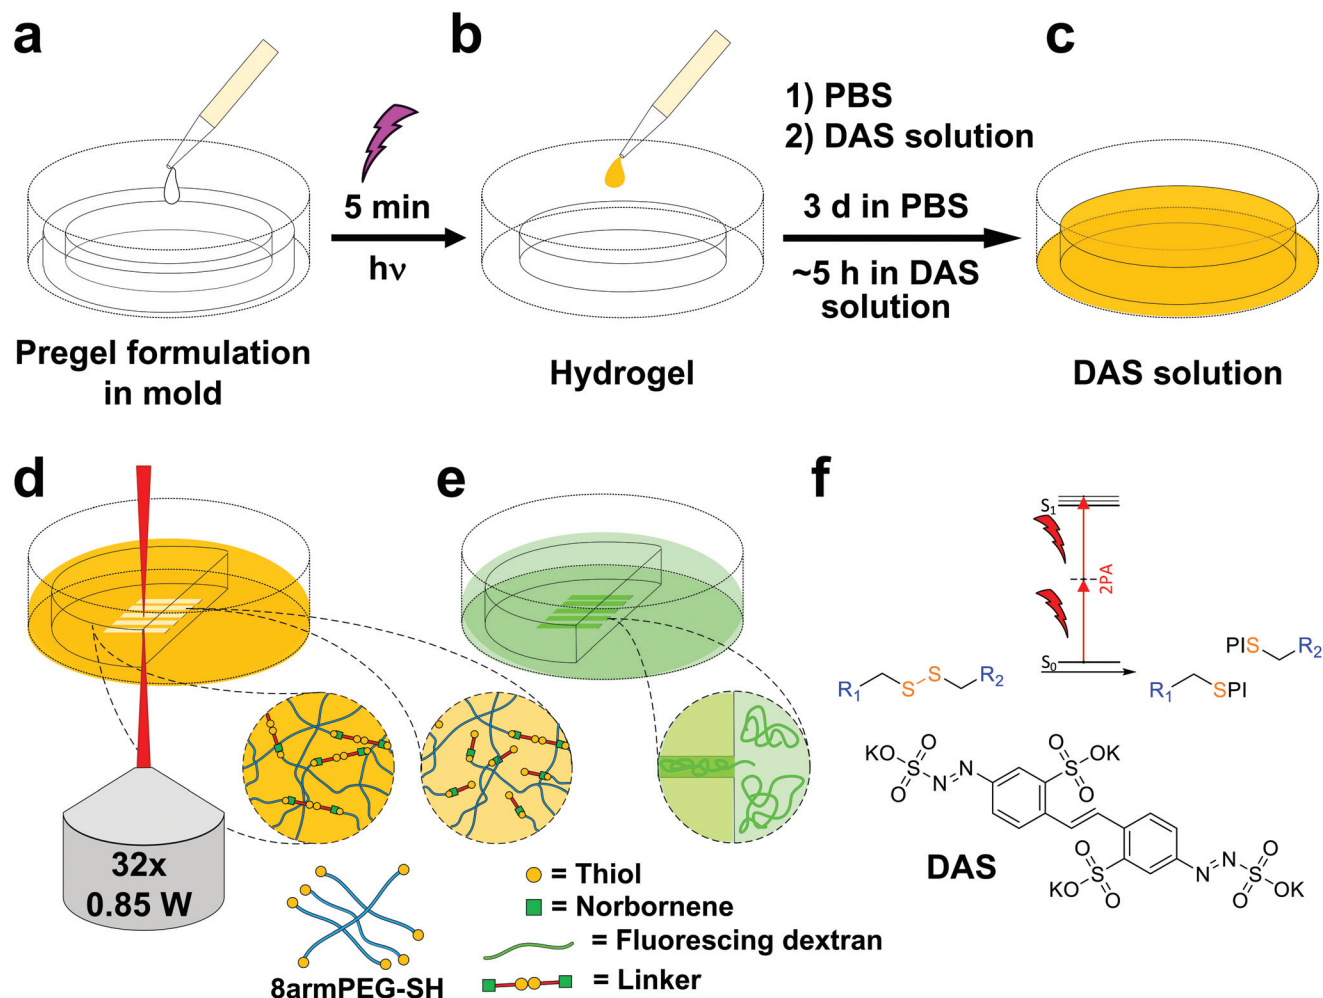 a
b
c
1) PBS
2) DAS solution
5 min
hν
3 d in PBS
~5 h in DAS
solution
Pregel formulation
in mold
Hydrogel
DAS solution
d
e
f
S1
2PA
S0
R1
S
S
R2
PIS
R2
R1
SPI
32x
0.85 W
8armPEG-SH
= Thiol
= Norbornene
= Fluorescing dextran
= Linker
KO
O
S
O
N
N
O
S
OK
O
DAS
O
KO
S
O
N
N
O
S
O
OK